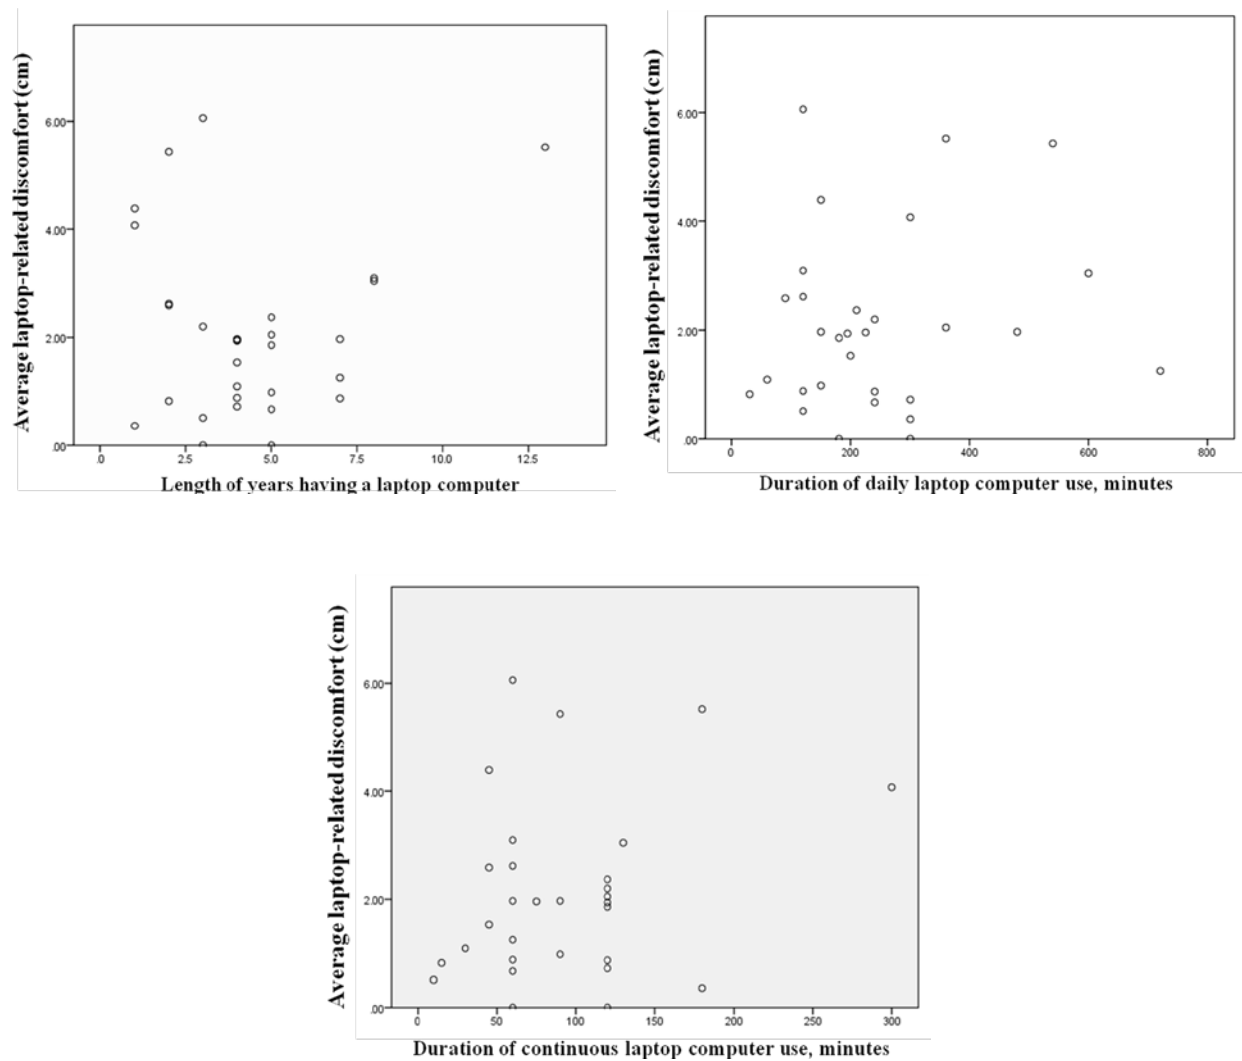 Average laptop-related discomfort (cm)
6.00
4.00
2.00
.00
.0 2.5 5.0 7.5 10.0 12.5
Length of years having a laptop computer
Average laptop-related discomfort (cm)
6.00
4.00
2.00
.00
0 200 400 600 800
Duration of daily laptop computer use, minutes
Average laptop-related discomfort (cm)
6.00
4.00
2.00
.00
0 50 100 150 200 250 300
Duration of continuous laptop computer use, minutes